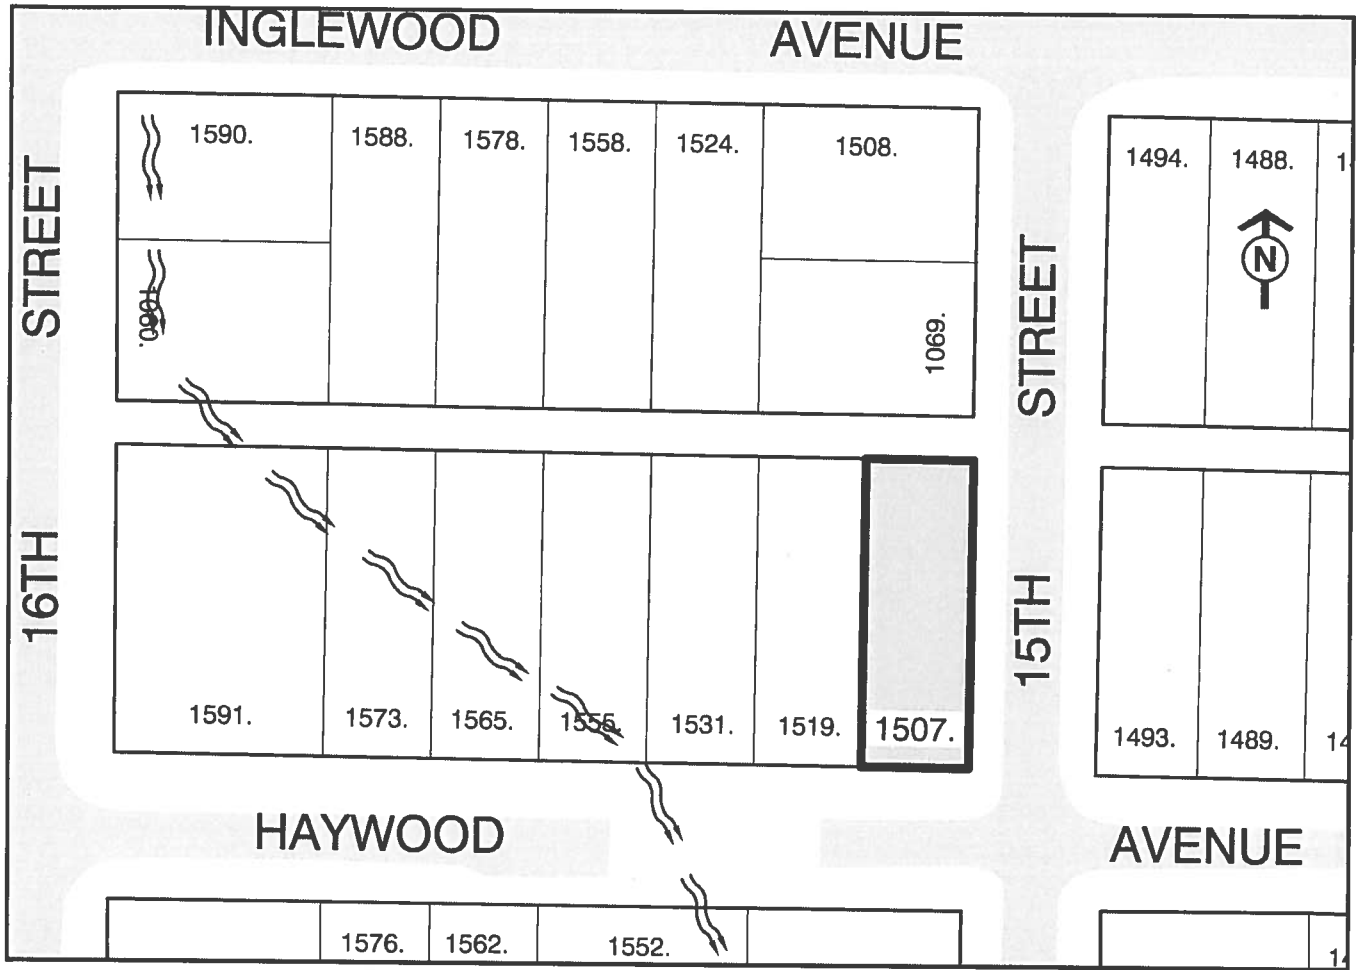 INGLEWOOD AVENUE
1590. 1588. 1578. 1558. 1524. 1508. 1494. 1488.
N
16TH STREET
15TH STREET
1069.
1591. 1573. 1565. 1555. 1531. 1519. 1507. 1493. 1489.
HAYWOOD AVENUE
1576. 1562. 1552.